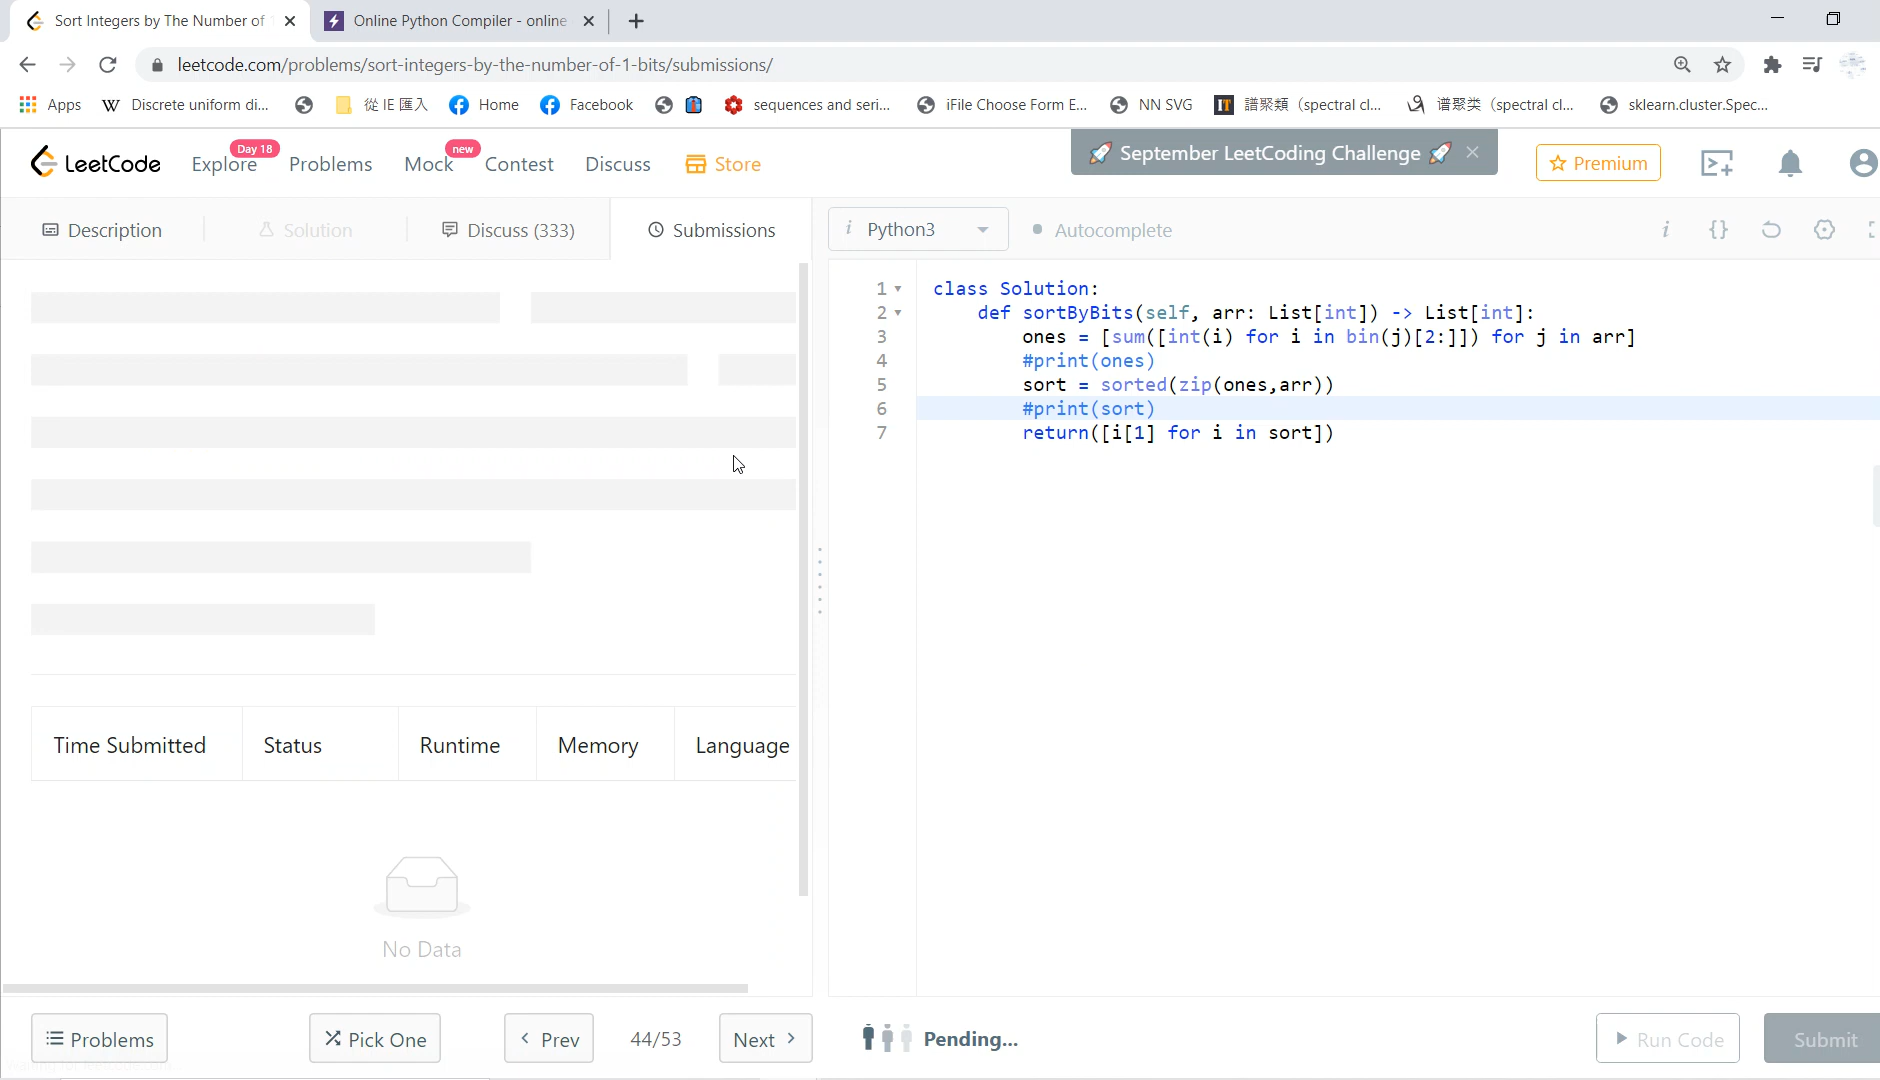 Sort Integers by The Number of
Online Python Compiler - online
leetcode.com/problems/sort-integers-by-the-number-of-1-bits/submissions/
Apps
W Discrete uniform di...
從 IE 匯入
Home
Facebook
sequences and seri...
iFile Choose Form E...
NN SVG
IT 譜聚類（spectral cl...
谱聚类（spectral cl...
sklearn.cluster.Spec...
LeetCode
Explore
Day 18
Problems
Mock
new
Contest
Discuss
Store
September LeetCoding Challenge
Premium
Description
Solution
Discuss (333)
Submissions
i Python3
Autocomplete
i
{}
1 class Solution:
2 def sortByBits(self, arr: List[int]) -> List[int]:
3 ones = [sum([int(i) for i in bin(j)[2:]]) for j in arr]
4 #print(ones)
5 sort = sorted(zip(ones,arr))
6 #print(sort)
7 return([i[1] for i in sort])
Time Submitted
Status
Runtime
Memory
Language
No Data
Problems
Pick One
Prev
44/53
Next
Pending...
Run Code
Submit